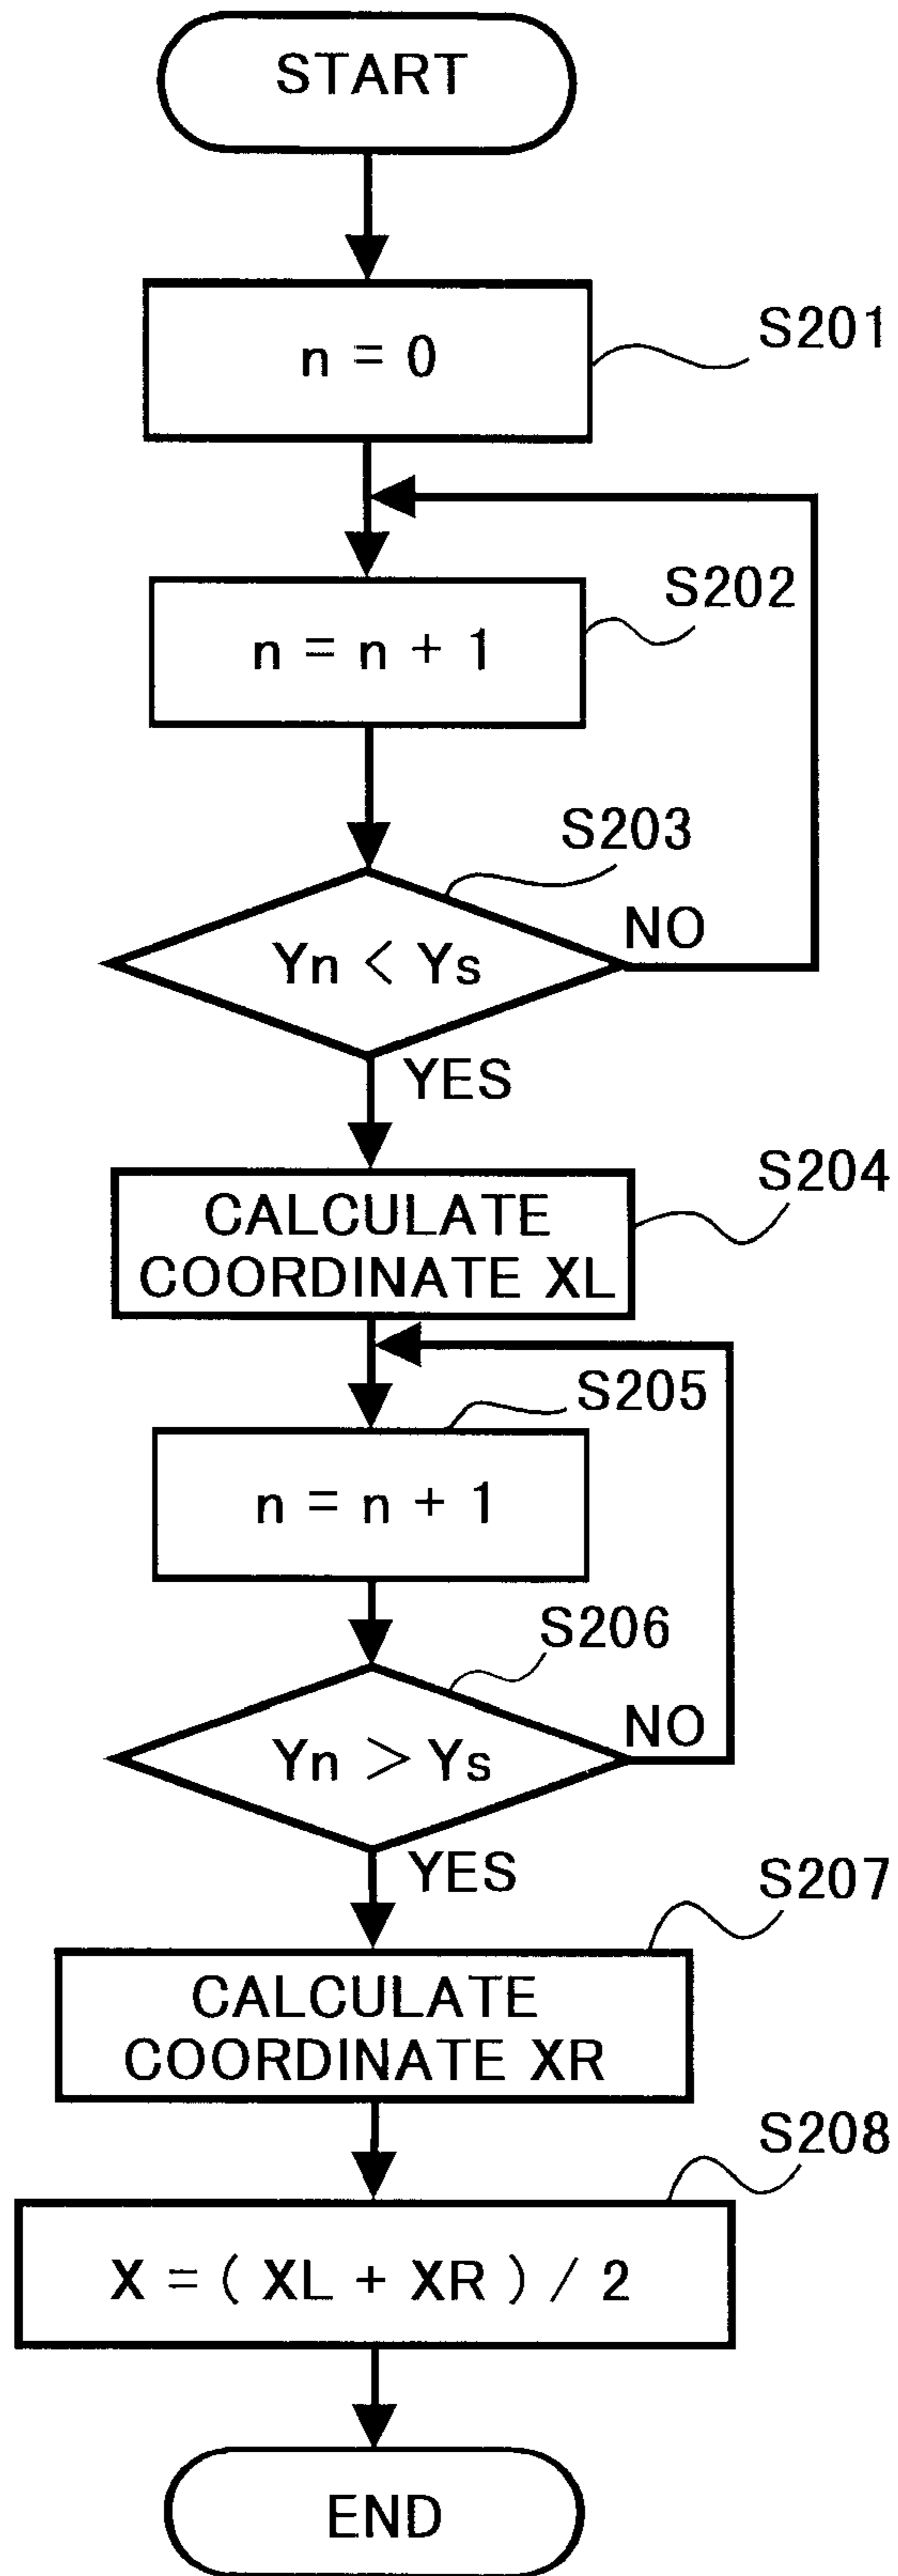 START
n = 0
S201
S202
n = n + 1
S203
Yn < Ys
NO
YES
S204
CALCULATE
COORDINATE XL
S205
n = n + 1
S206
Yn > Ys
NO
YES
S207
CALCULATE
COORDINATE XR
S208
X = ( XL + XR ) / 2
END